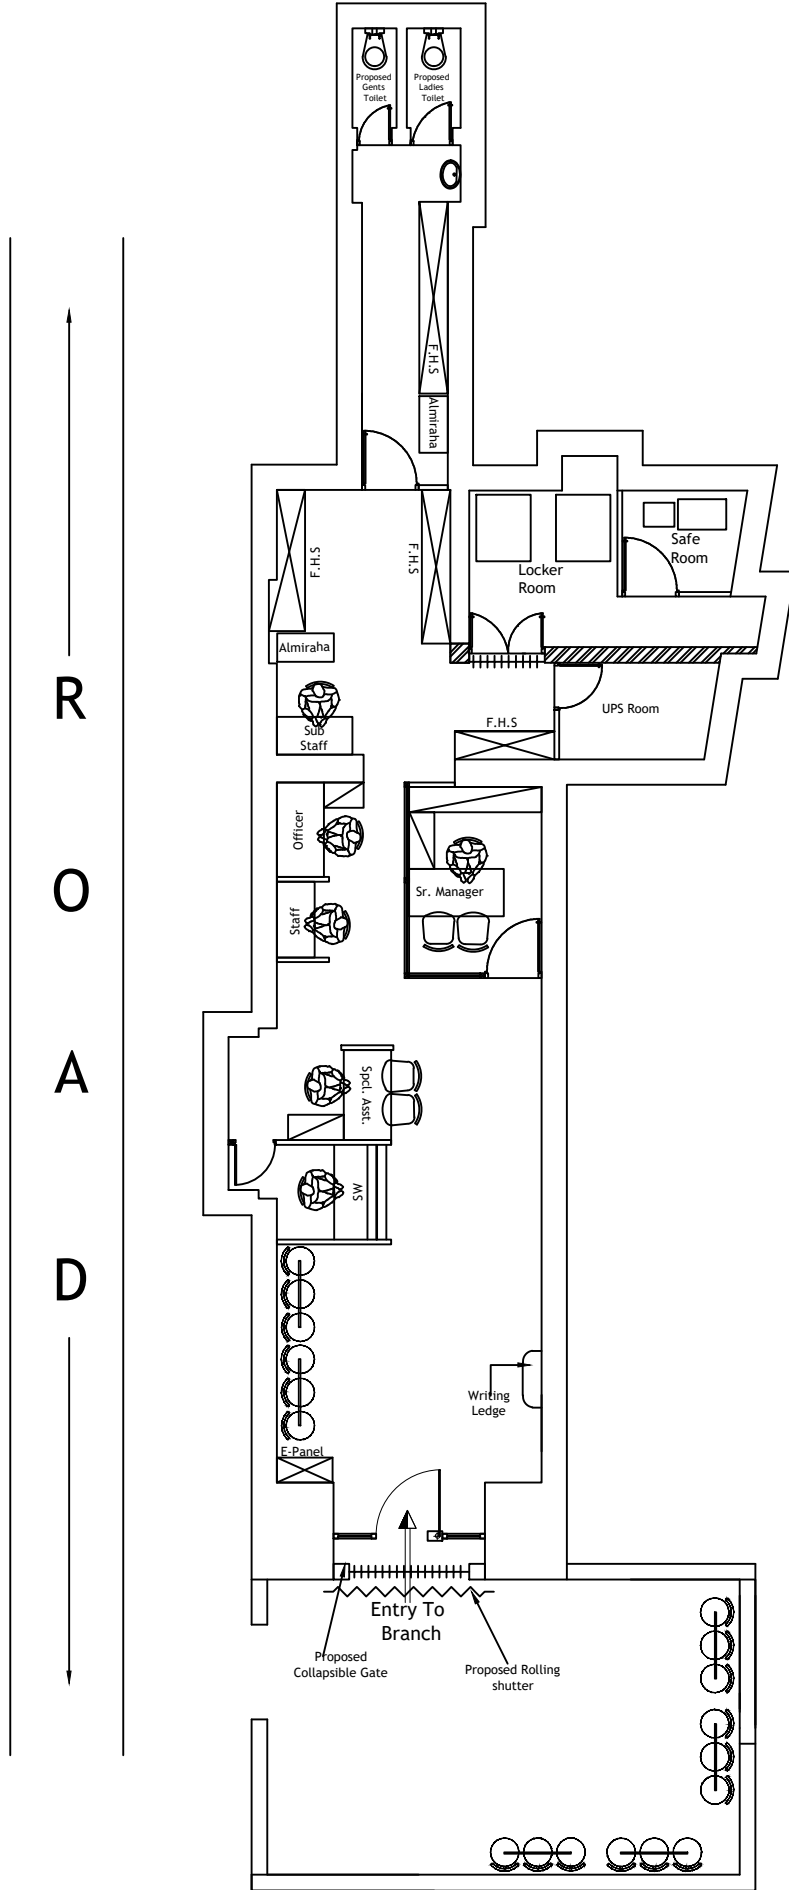 Proposed
Gents
Toilet
Proposed
Ladies
Toilet
F.H.S
Almiraha
F.H.S
F.H.S
Locker
Room
Safe
Room
Almiraha
Sub
Staff
F.H.S
UPS Room
R
O
A
D
Officer
Staff
Sr. Manager
Spcl. Asst.
WS
Writing
Ledge
E-Panel
Entry To
Branch
Proposed
Collapsible Gate
Proposed Rolling
shutter